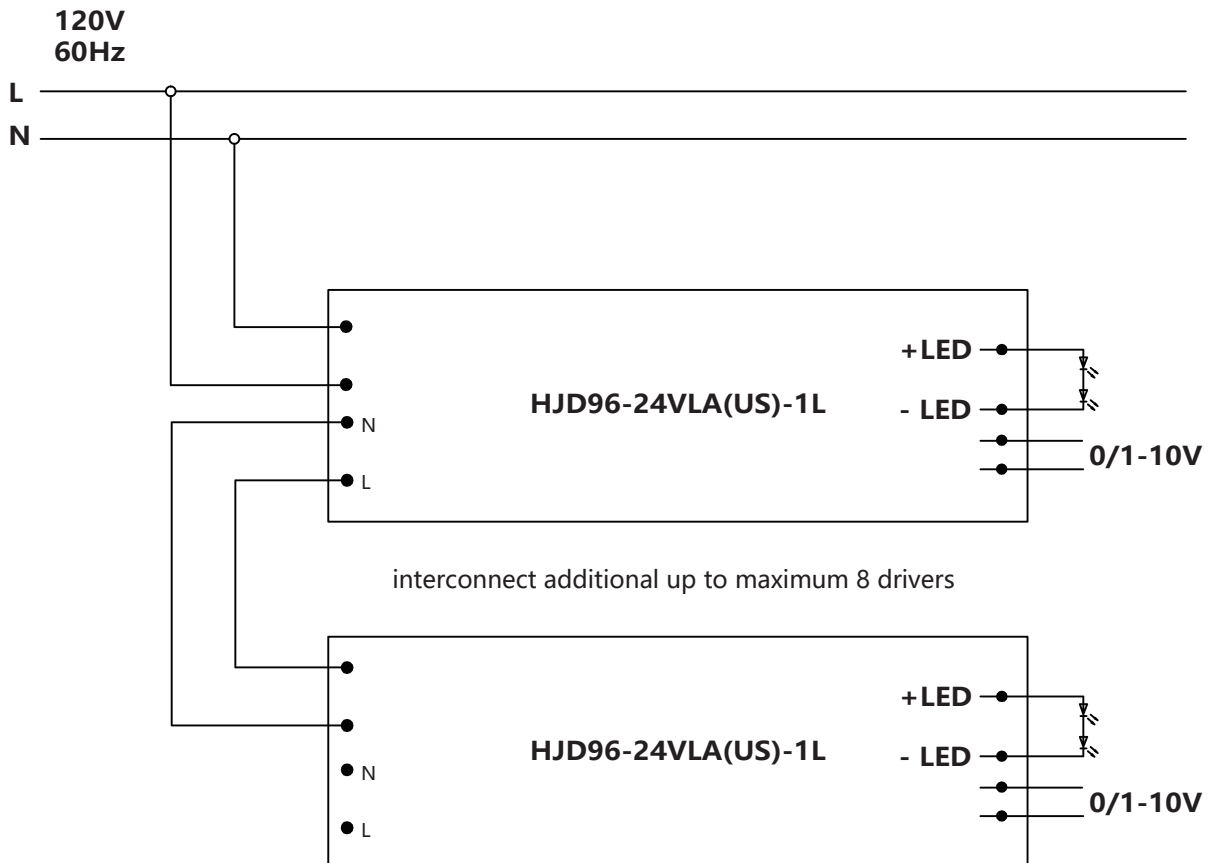 120V
60Hz
L
N
+LED
HJD96-24VLA(US)-1L
- LED
N
0/1-10V
L
interconnect additional up to maximum 8 drivers
+LED
HJD96-24VLA(US)-1L
- LED
N
0/1-10V
L